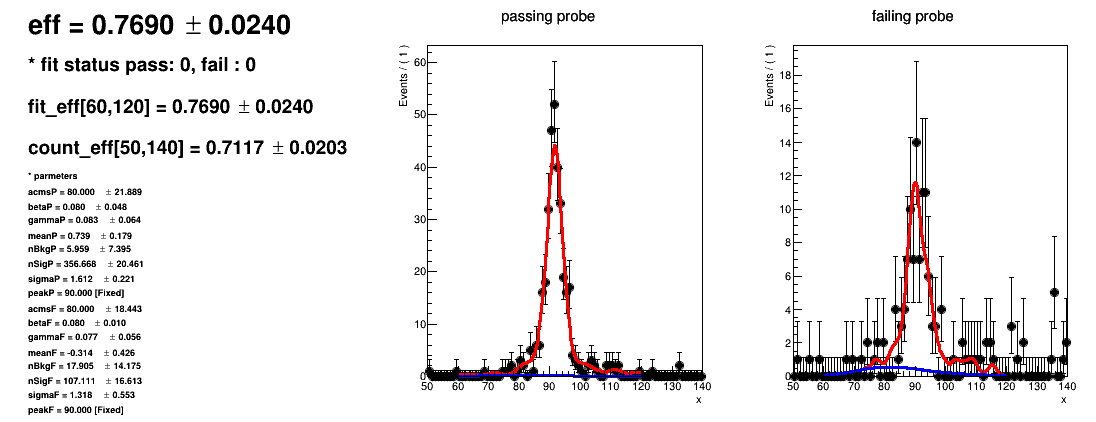 eff = 0.7690 ± 0.0240
* fit status pass: 0, fail : 0
fit_eff[60,120] = 0.7690 ± 0.0240
count_eff[50,140] = 0.7117 ± 0.0203
* parmeters
acmsP = 80.000 ± 21.889
betaP = 0.080 ± 0.048
gammaP = 0.083 ± 0.064
meanP = 0.739 ± 0.179
nBkgP = 5.959 ± 7.395
nSigP = 356.668 ± 20.461
sigmaP = 1.612 ± 0.221
peakP = 90.000 [Fixed]
acmsF = 80.000 ± 18.443
betaF = 0.080 ± 0.010
gammaF = 0.077 ± 0.056
meanF = -0.314 ± 0.426
nBkgF = 17.905 ± 14.175
nSigF = 107.111 ± 16.613
sigmaF = 1.318 ± 0.553
peakF = 90.000 [Fixed]
passing probe
Events / ( 1 )
60
50
40
30
20
10
0
50 60 70 80 90 100 110 120 130 140
x
failing probe
Events / ( 1 )
18
16
14
12
10
8
6
4
2
0
50 60 70 80 90 100 110 120 130 140
x